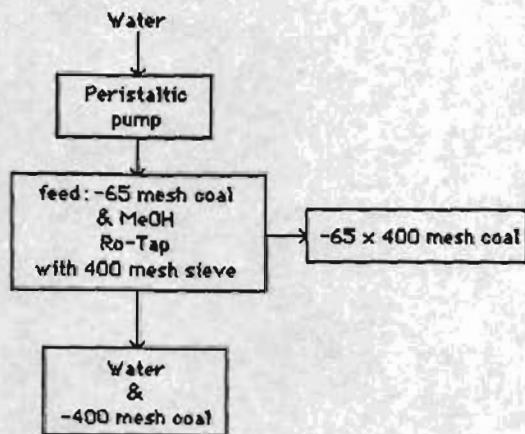 Water
Peristaltic
pump
feed: -65 mesh coal
& MeOH
Ro-Tap
with 400 mesh sieve
-65 x 400 mesh coal
Water
&
-400 mesh coal